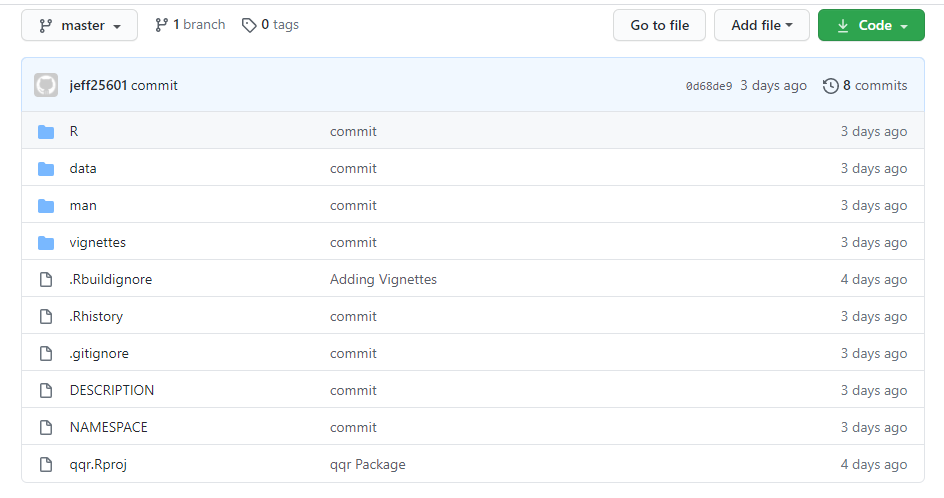 master 1 branch 0 tags Go to file Add file Code
jeff25601 commit 0d68de9 3 days ago 8 commits
R commit 3 days ago
data commit 3 days ago
man commit 3 days ago
vignettes commit 3 days ago
.Rbuildignore Adding Vignettes 4 days ago
.Rhistory commit 3 days ago
.gitignore commit 3 days ago
DESCRIPTION commit 3 days ago
NAMESPACE commit 3 days ago
qqr.Rproj qqr Package 4 days ago